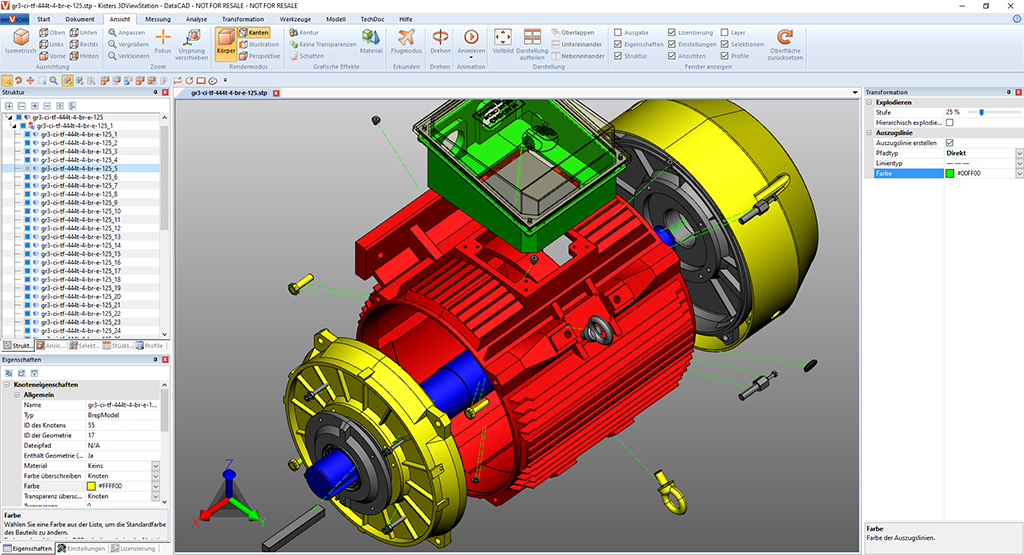 gr3-ci-tf-444t-4-br-e-125.stp - Kisters 3DViewStation - DataCAD - NOT FOR RESALE - NOT FOR RESALE
Start Dokument Ansicht Messung Analyse Transformation Werkzeuge Modell TechDoc Hilfe
Isometrisch
Oben Unten
Links Rechts
Vorne Hinten
Ausrichtung
Anpassen
Vergrößern
Verkleinern
Spannen
Ursprung verschieben
Zoom
Körper
Kanten
Illustration
Perspektive
Rendermodus
Kontur
Keine Transparenzen
Schatten
Material
Grafische Effekte
Flugmodus
Erkunden
Drehen
Drehen
Animieren
Animation
Vollbild
Darstellung aufteilen
Überlappen
Untereinander
Nebeneinander
Darstellung
Ausgabe Lizenzierung Layer
Eigenschaften Einstellungen Selektionen
Struktur Ansichten Profile
Oberfläche zurücksetzen
Fenster anzeigen
Struktur
gr3-ci-tf-444t-4-br-e-125
gr3-ci-tf-444t-4-br-e-125_1
gr3-ci-tf-444t-4-br-e-125_1
gr3-ci-tf-444t-4-br-e-125_2
gr3-ci-tf-444t-4-br-e-125_3
gr3-ci-tf-444t-4-br-e-125_4
gr3-ci-tf-444t-4-br-e-125_5
gr3-ci-tf-444t-4-br-e-125_6
gr3-ci-tf-444t-4-br-e-125_7
gr3-ci-tf-444t-4-br-e-125_8
gr3-ci-tf-444t-4-br-e-125_9
gr3-ci-tf-444t-4-br-e-125_10
gr3-ci-tf-444t-4-br-e-125_11
gr3-ci-tf-444t-4-br-e-125_12
gr3-ci-tf-444t-4-br-e-125_13
gr3-ci-tf-444t-4-br-e-125_14
gr3-ci-tf-444t-4-br-e-125_15
gr3-ci-tf-444t-4-br-e-125_16
gr3-ci-tf-444t-4-br-e-125_17
gr3-ci-tf-444t-4-br-e-125_18
gr3-ci-tf-444t-4-br-e-125_19
gr3-ci-tf-444t-4-br-e-125_20
gr3-ci-tf-444t-4-br-e-125_21
gr3-ci-tf-444t-4-br-e-125_22
gr3-ci-tf-444t-4-br-e-125_23
gr3-ci-tf-444t-4-br-e-125_24
Strukt... Ansic... Selekt... Stückl... Profile
Eigenschaften
Knoteneigenschaften
Allgemein
Name gr3-ci-tf-444t-4-br-e-1...
Typ BrepModel
ID des Knotens 55
ID der Geometrie 17
Dateipfad N/A
Enthält Geometrie (... Ja
Material Keins
Farbe überschreiben Knoten
Farbe #FFFF00
Transparenz übersc... Knoten
Farbe
Wählen Sie eine Farbe aus der Liste, um die Standardfarbe des Bauteils zu ändern.
Eigenschaften Einstellungen Lizenzierung
gr3-ci-tf-444t-4-br-e-125.stp
Z
X
Y
Transformation
Explodieren
Stufe 25 %
Hierarchisch explodie...
Auszugslinie
Auszugslinie erstellen
Pfadtyp Direkt
Linientyp
Farbe #00FF00
Farbe
Farbe der Auszugslinien.